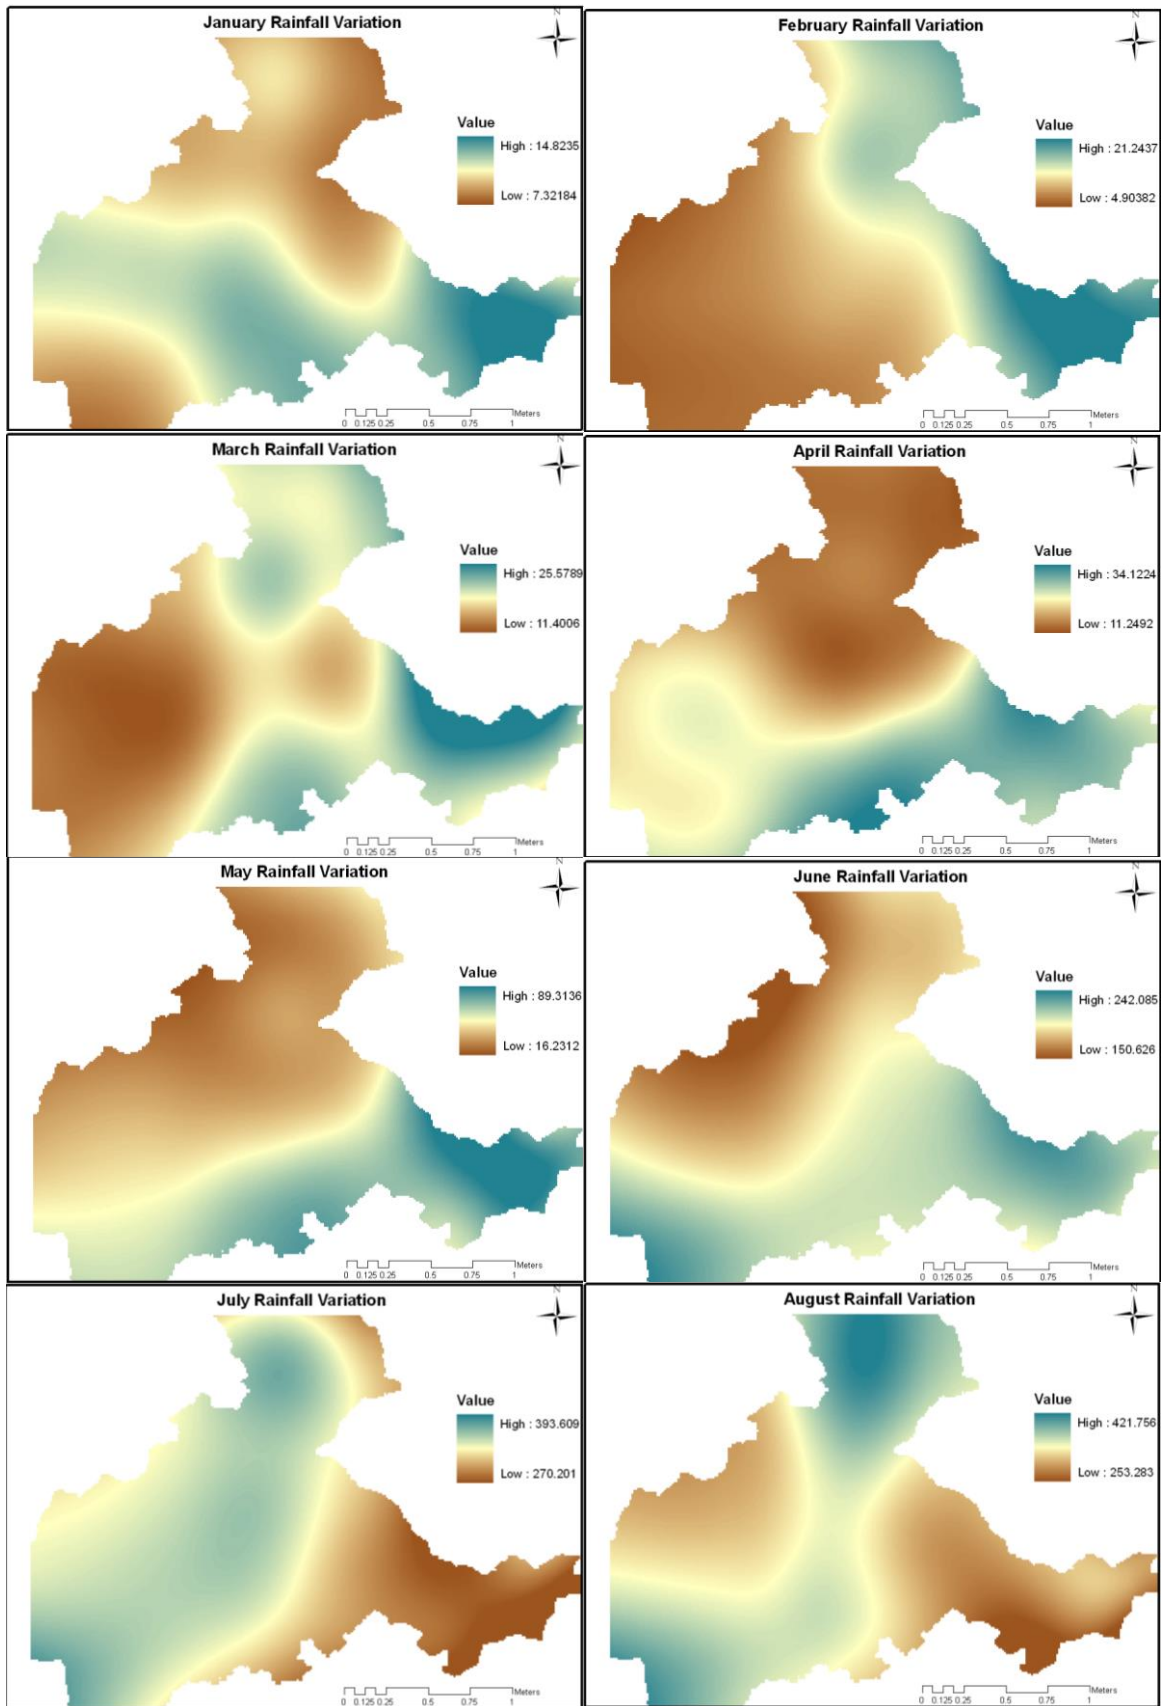 January Rainfall Variation
N
Value
High : 14.8235
Low : 7.32184
Meters
0 0.125 0.25 0.5 0.75 1
February Rainfall Variation
N
Value
High : 21.2437
Low : 4.90382
Meters
0 0.125 0.25 0.5 0.75 1
March Rainfall Variation
N
Value
High : 25.5789
Low : 11.4006
Meters
0 0.125 0.25 0.5 0.75 1
April Rainfall Variation
N
Value
High : 34.1224
Low : 11.2492
Meters
0 0.125 0.25 0.5 0.75 1
May Rainfall Variation
N
Value
High : 89.3136
Low : 16.2312
Meters
0 0.125 0.25 0.5 0.75 1
June Rainfall Variation
N
Value
High : 242.085
Low : 150.626
Meters
0 0.125 0.25 0.5 0.75 1
July Rainfall Variation
N
Value
High : 393.609
Low : 270.201
Meters
0 0.125 0.25 0.5 0.75 1
August Rainfall Variation
N
Value
High : 421.756
Low : 253.283
Meters
0 0.125 0.25 0.5 0.75 1